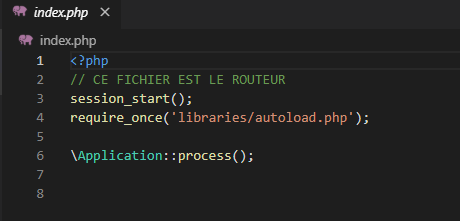 index.php
index.php
1 <?php
2 // CE FICHIER EST LE ROUTEUR
3 session_start();
4 require_once('libraries/autoload.php');
5
6 \Application::process();
7
8